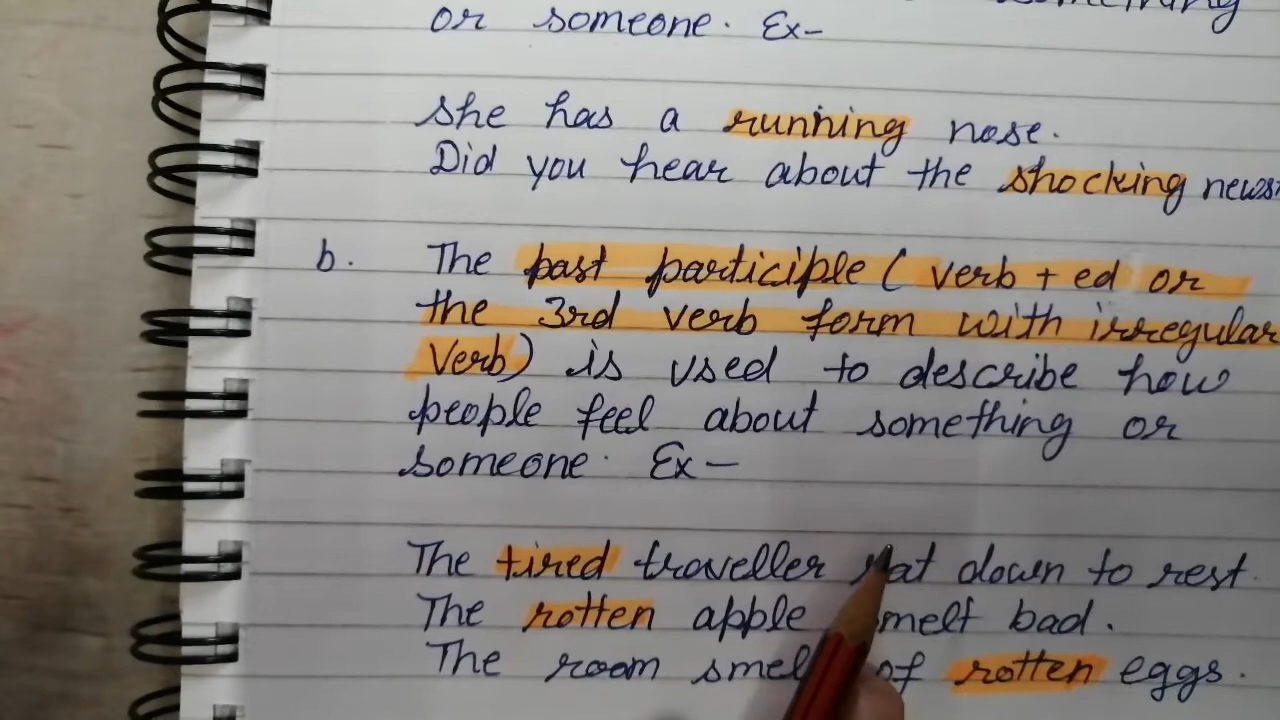 something
or someone. Ex-
She has a running nose.
Did you hear about the shocking news
b. The past participle ( verb + ed or
the 3rd verb form with irregular
verb) is used to describe how
people feel about something or
someone. Ex-
The tired traveller sat down to rest.
The rotten apple smelt bad.
The room of rotten eggs.